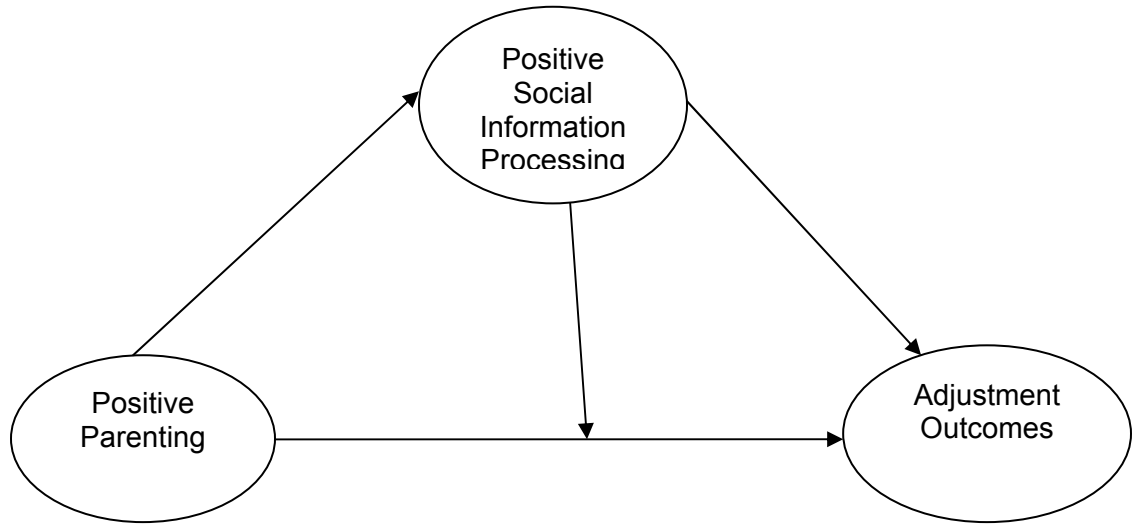 Positive
Social
Information
Processing
Positive
Parenting
Adjustment
Outcomes